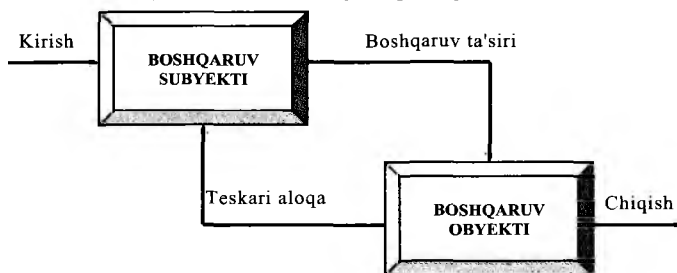 Kirish
Boshqaruv ta'siri
BOSHQARUV
SUBYEKTI
Teskari aloqa
BOSHQARUV
OBYEKTI
Chiqish